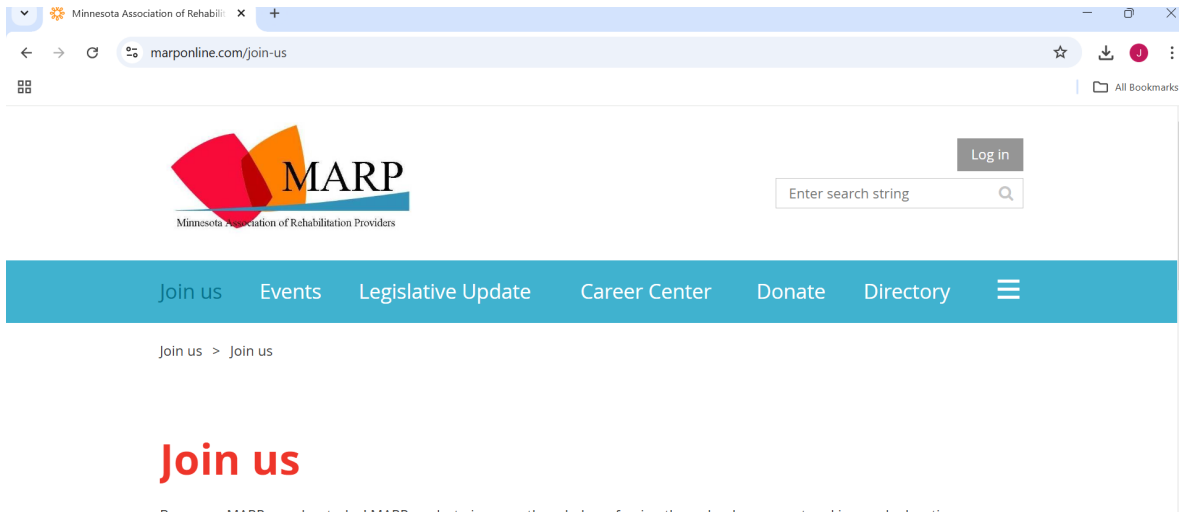 Minnesota Association of Rehabilit
marponline.com/join-us
J
All Bookmarks
MARP
Minnesota Association of Rehabilitation Providers
Log in
Enter search string
Join us Events Legislative Update Career Center Donate Directory
Join us > Join us
Join us